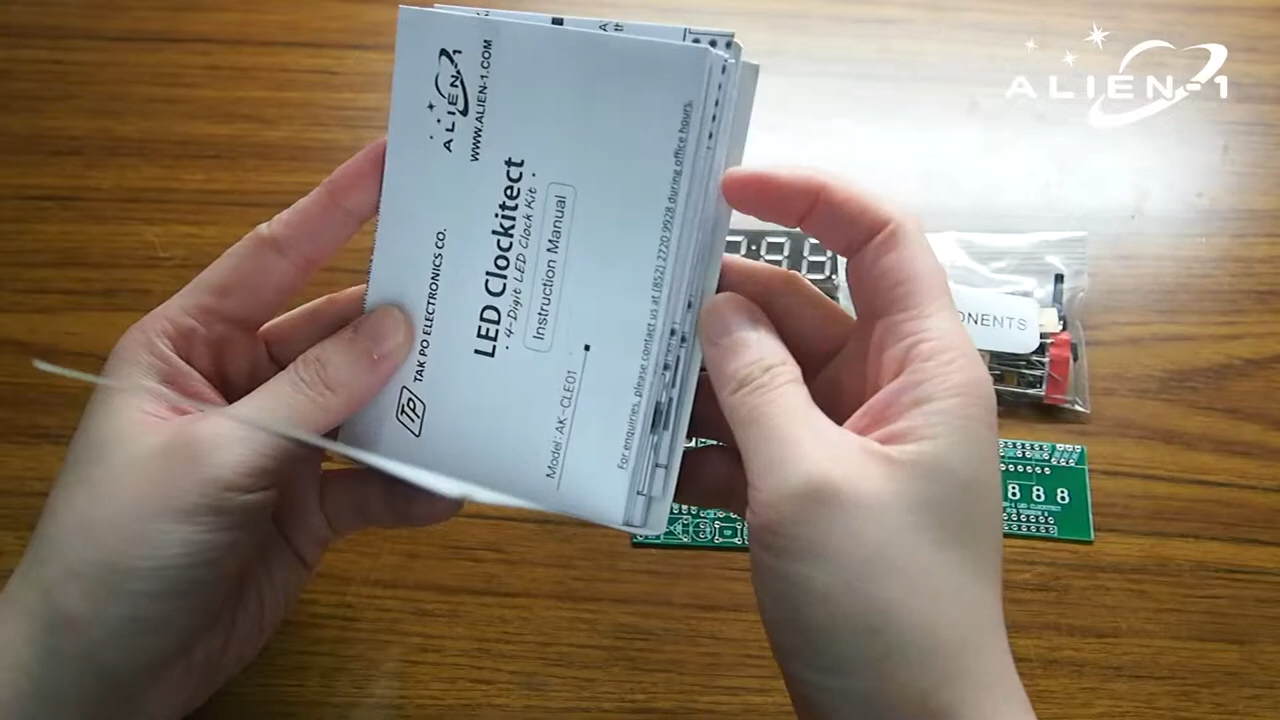 ALIEN-1
ALIEN-1
WWW.ALIEN-1.COM
Tp TAK PO ELECTRONICS CO.
LED Clockitect
· 4-Digit LED Clock Kit ·
Instruction Manual
Model: AK-CLE01
For enquiries, please contact us at (852) 2720 9928 during office hours.
ONENTS
888